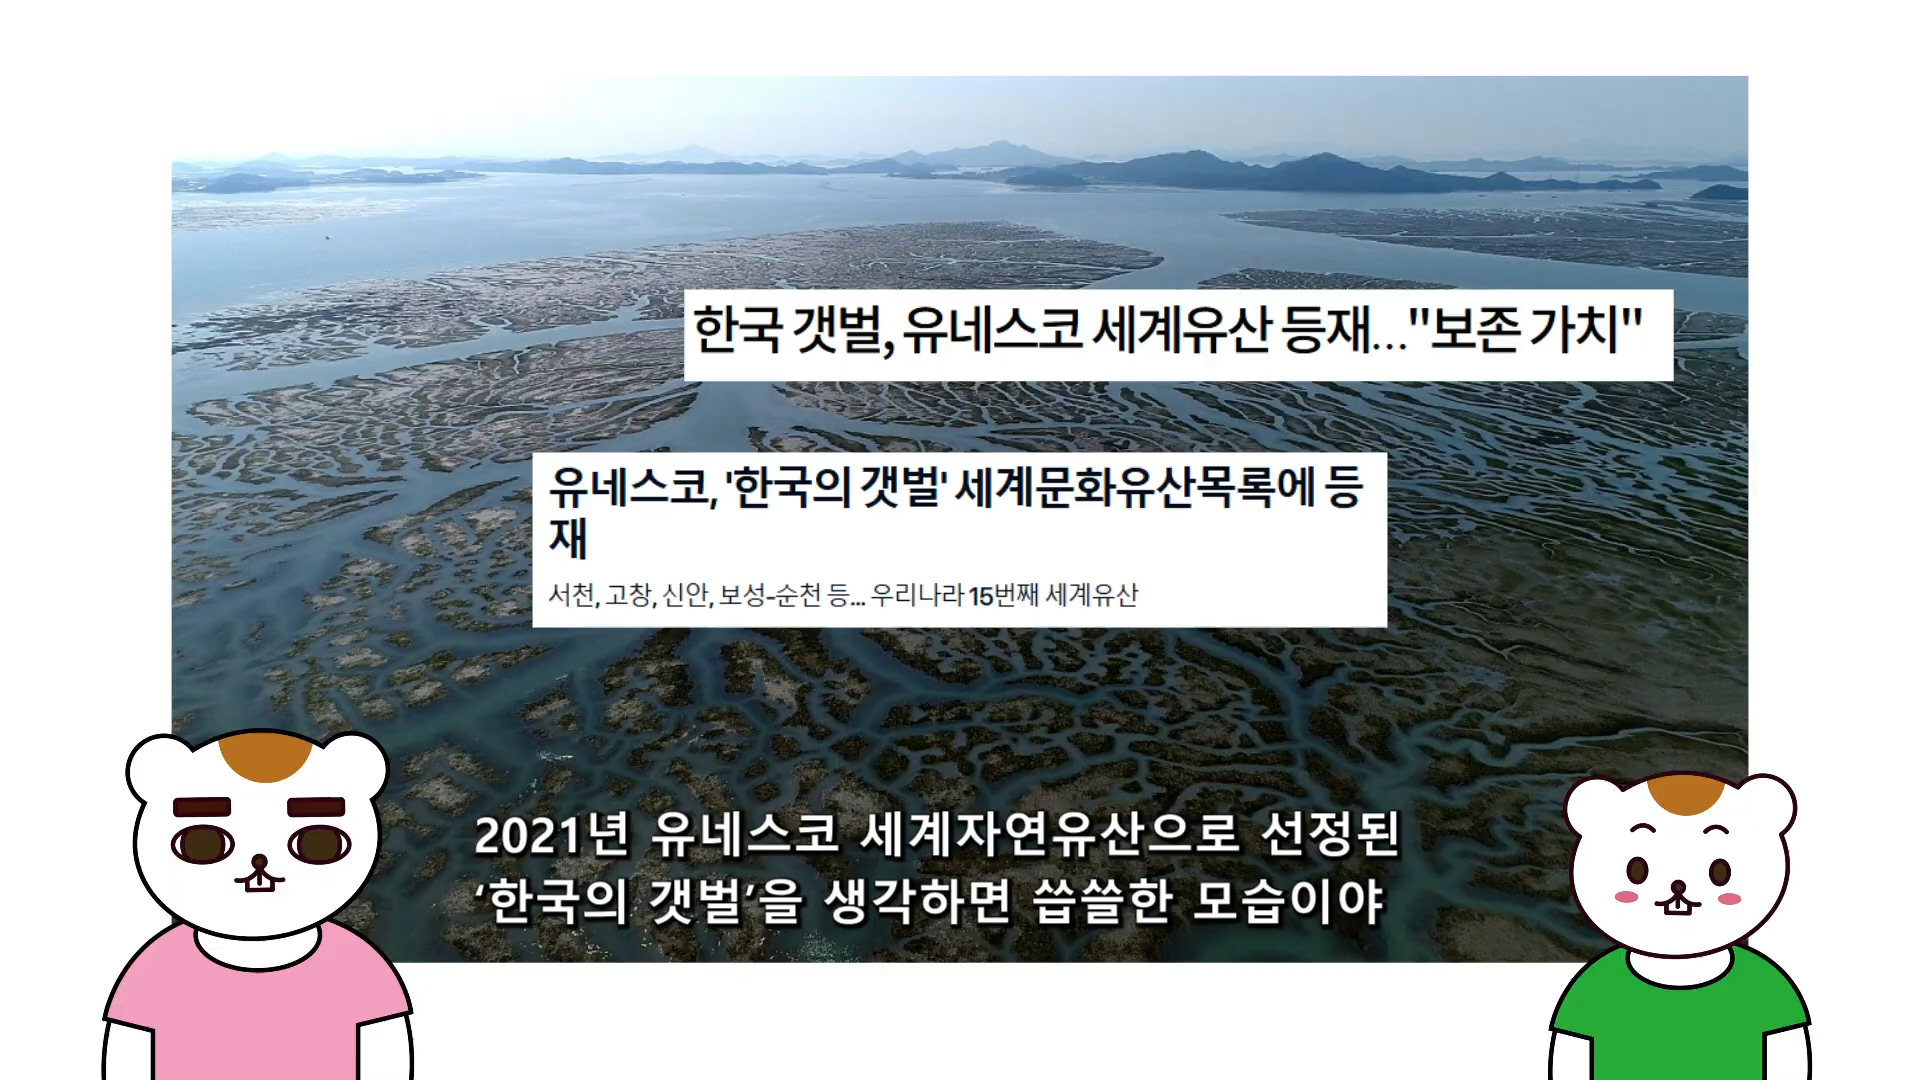 한국 갯벌, 유네스코 세계유산 등재..."보존 가치"
유네스코, '한국의 갯벌' 세계문화유산목록에 등
재
서천, 고창, 신안, 보성-순천 등... 우리나라 15번째 세계유산
2021년 유네스코 세계자연유산으로 선정된
‘한국의 갯벌’을 생각하면 씁쓸한 모습이야